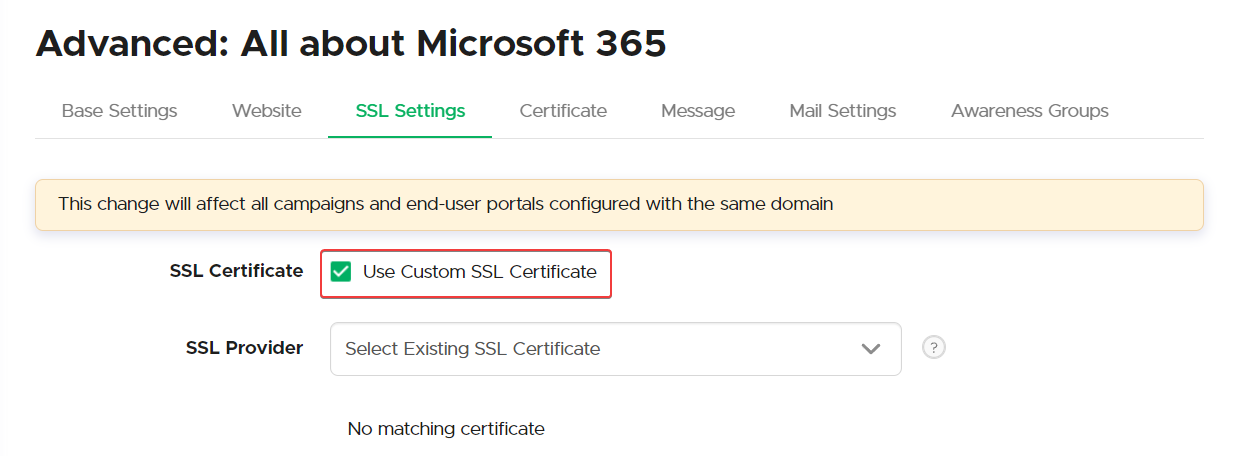 Advanced: All about Microsoft 365
Base Settings Website SSL Settings Certificate Message Mail Settings Awareness Groups
This change will affect all campaigns and end-user portals configured with the same domain
SSL Certificate Use Custom SSL Certificate
SSL Provider Select Existing SSL Certificate ?
No matching certificate